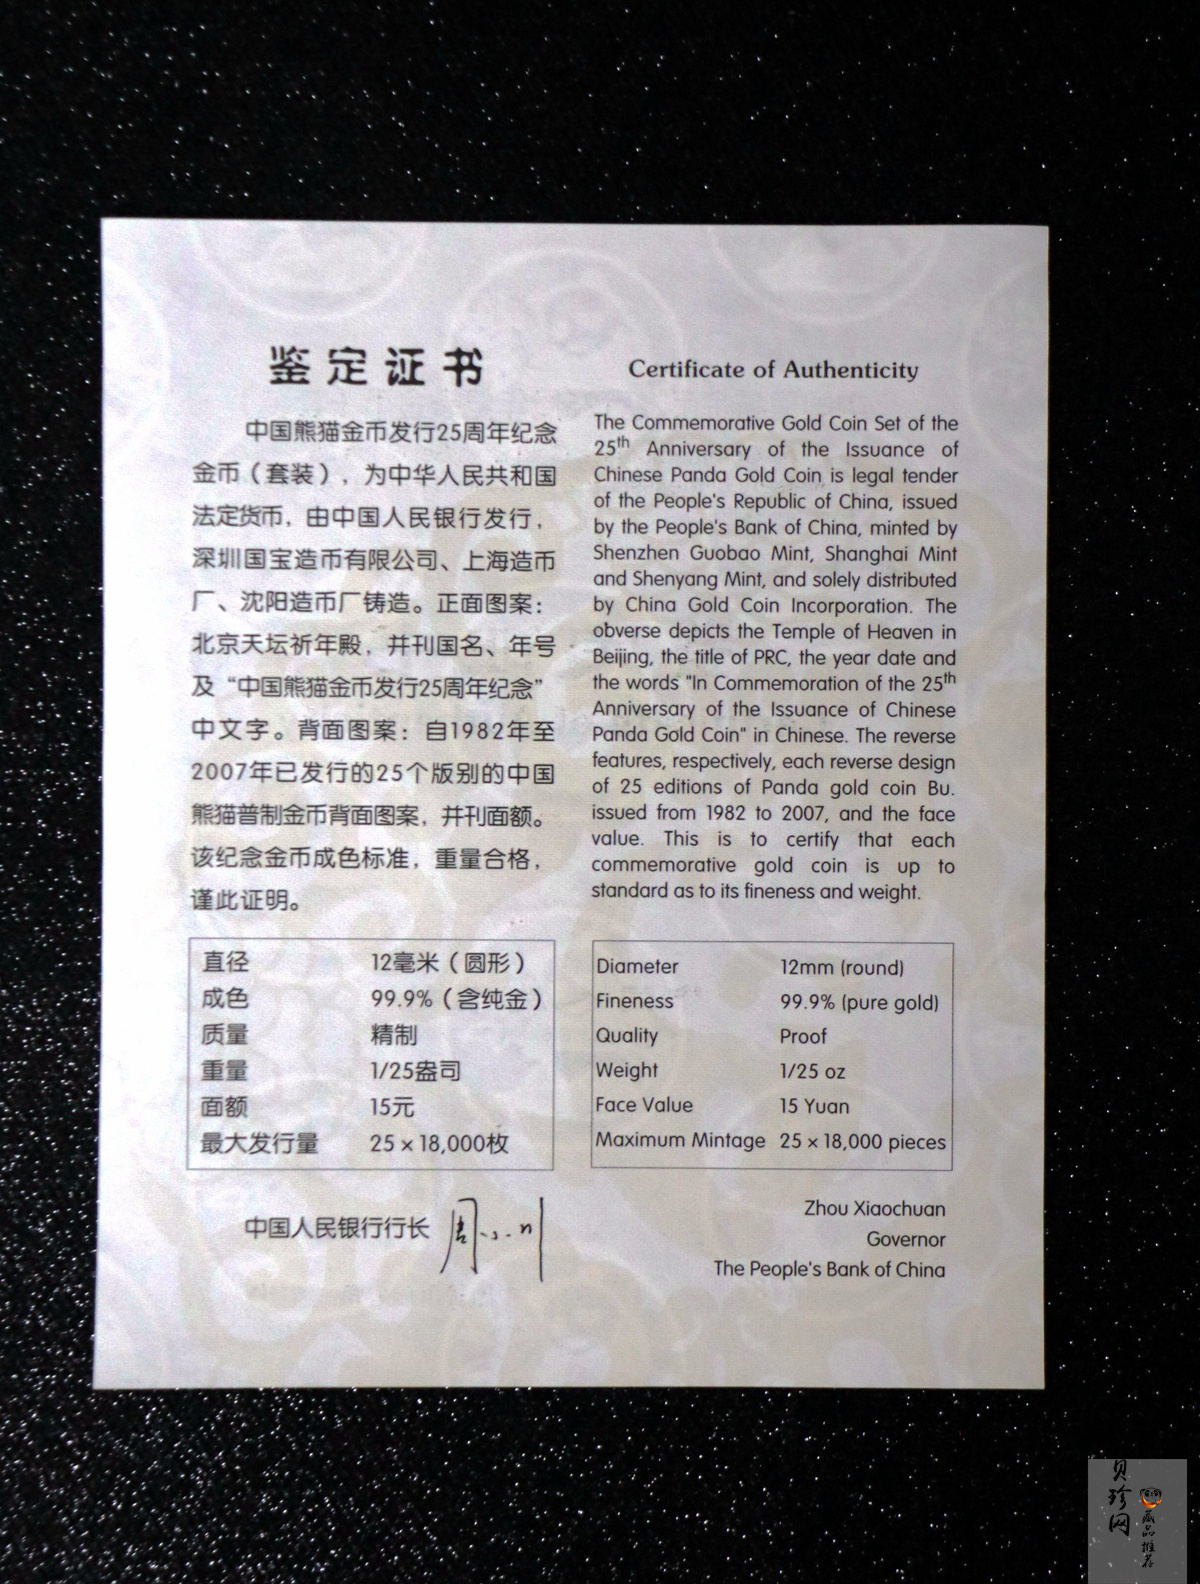 鉴定证书
中国熊猫金币发行25周年纪念
金币（套装），为中华人民共和国
法定货币，由中国人民银行发行，
深圳国宝造币有限公司、上海造币
厂、沈阳造币厂铸造。正面图案：
北京天坛祈年殿，并刊国名、年号
及“中国熊猫金币发行25周年纪念”
中文字。背面图案：自1982年至
2007年已发行的25个版别的中国
熊猫普制金币背面图案，并刊面额。
该纪念金币成色标准，重量合格，
谨此证明。
直径 12毫米（圆形）
成色 99.9%（含纯金）
质量 精制
重量 1/25盎司
面额 15元
最大发行量 25×18,000枚
中国人民银行行长 周小川
Certificate of Authenticity
The Commemorative Gold Coin Set of the
25th Anniversary of the Issuance of
Chinese Panda Gold Coin is legal tender
of the People's Republic of China, issued
by the People's Bank of China, minted by
Shenzhen Guobao Mint, Shanghai Mint
and Shenyang Mint, and solely distributed
by China Gold Coin Incorporation. The
obverse depicts the Temple of Heaven in
Beijing, the title of PRC, the year date and
the words "In Commemoration of the 25th
Anniversary of the Issuance of Chinese
Panda Gold Coin" in Chinese. The reverse
features, respectively, each reverse design
of 25 editions of Panda gold coin Bu.
issued from 1982 to 2007, and the face
value. This is to certify that each
commemorative gold coin is up to
standard as to its fineness and weight.
Diameter 12mm (round)
Fineness 99.9% (pure gold)
Quality Proof
Weight 1/25 oz
Face Value 15 Yuan
Maximum Mintage 25×18,000 pieces
Zhou Xiaochuan
Governor
The People's Bank of China
贝珍网
藏品推荐